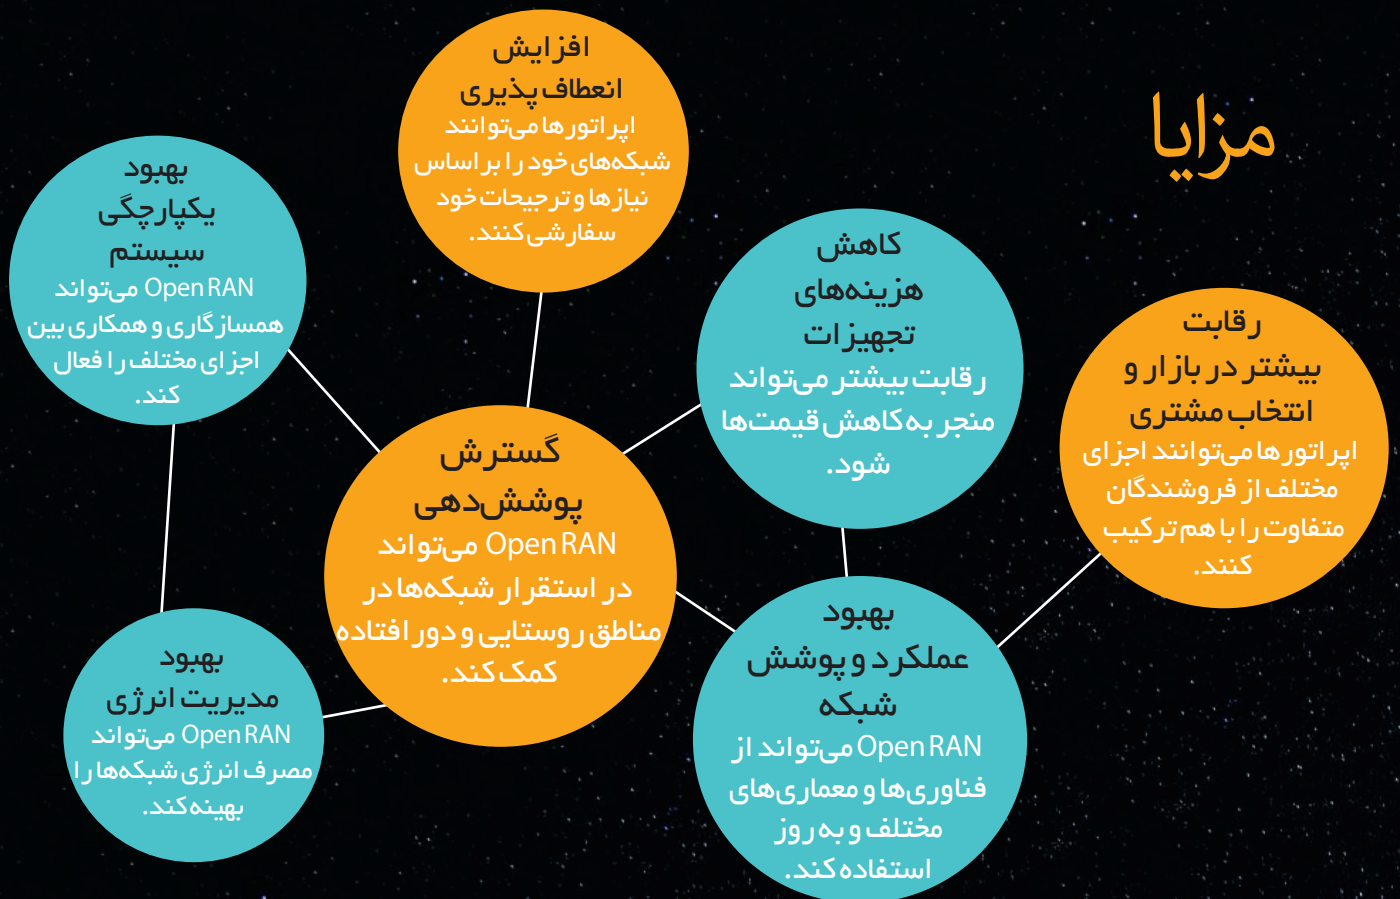 مزایا
افزایش
انعطاف‌پذیری
اپراتورها می‌توانند
شبکه‌های خود را براساس
نیازها و ترجیحات خود
سفارشی کنند.
بهبود
یکپارچگی
سیستم
Open RAN می‌تواند
همسازگاری و همکاری بین
اجزای مختلف را فعال
کند.
کاهش
هزینه‌های
تجهیزات
رقابت بیشتر می‌تواند
منجر به کاهش قیمت‌ها
شود.
رقابت
بیشتر در بازار و
انتخاب مشتری
اپراتورها می‌توانند اجزای
مختلف از فروشندگان
متفاوت را با هم ترکیب
کنند.
گسترش
پوشش‌دهی
Open RAN می‌تواند
در استقرار شبکه‌ها در
مناطق روستایی و دور افتاده
کمک کند.
بهبود
عملکرد و پوشش
شبکه
Open RAN می‌تواند از
فناوری‌ها و معماری‌های
مختلف و به روز
استفاده کند.
بهبود
مدیریت انرژی
Open RAN می‌تواند
مصرف انرژی شبکه‌ها را
بهینه کند.